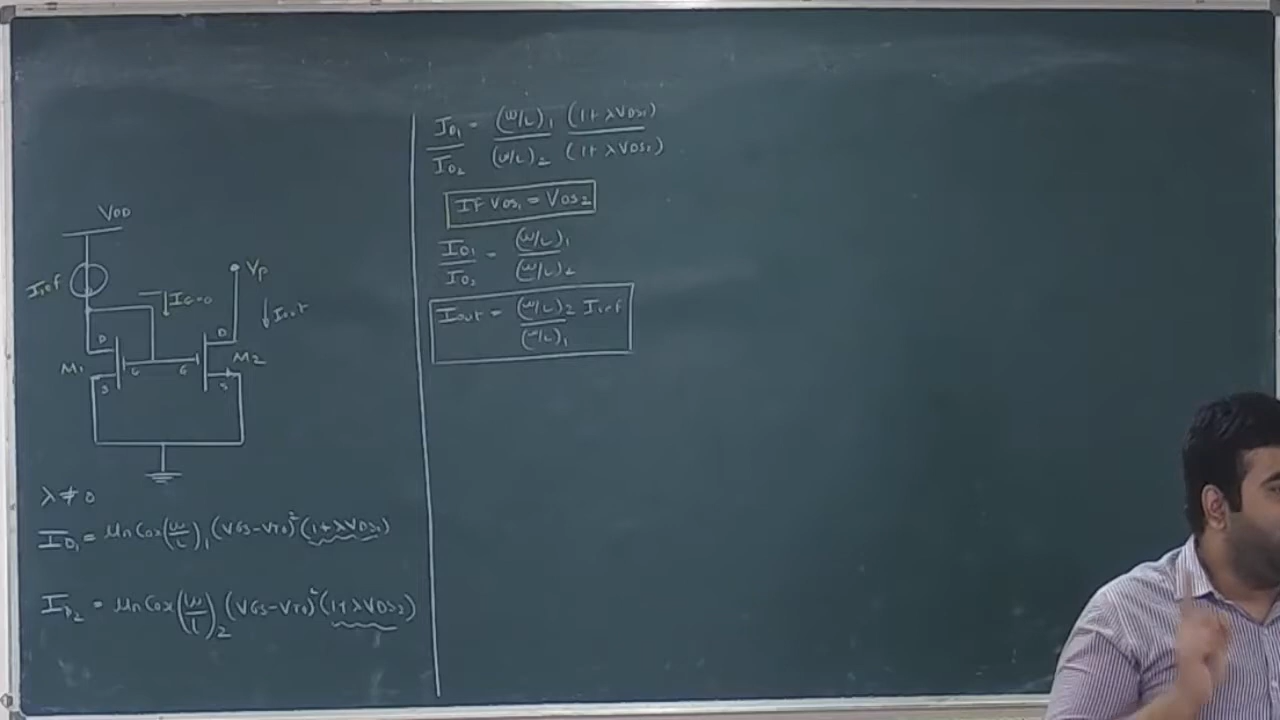 VDD
Iref
IG=0
VP
Iout
D
D
M1
G
G
M2
S
S
λ ≠ 0
ID1 = μnCox(W/L)1 (VGS-VT0)² (1+λVDS1)
ID2 = μnCox(W/L)2 (VGS-VT0)² (1+λVDS2)
ID1/ID2 = (W/L)1 (1+λVDS1) / (W/L)2 (1+λVDS2)
IF VDS1 = VDS2
ID1/ID2 = (W/L)1/(W/L)2
Iout = (W/L)2/(W/L)1 Iref